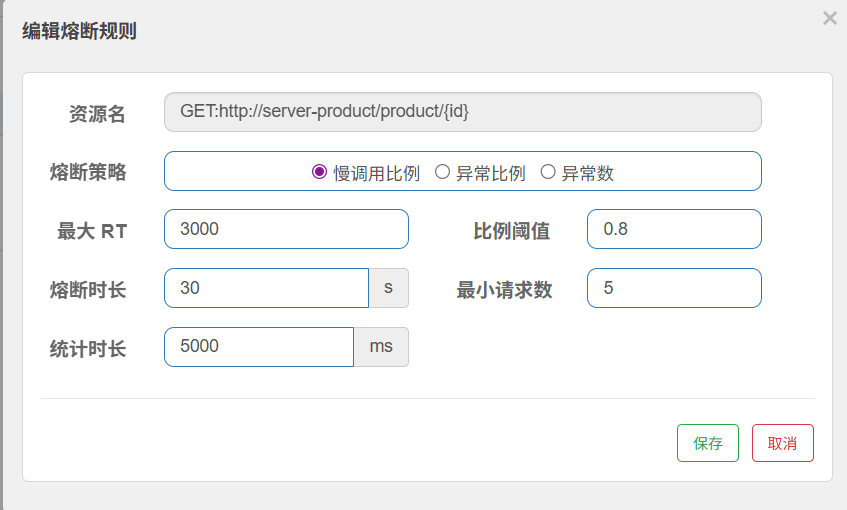 编辑熔断规则 ×
资源名 GET:http://server-product/product/{id}
熔断策略 慢调用比例 异常比例 异常数
最大 RT 3000 比例阈值 0.8
熔断时长 30 s 最小请求数 5
统计时长 5000 ms
保存 取消